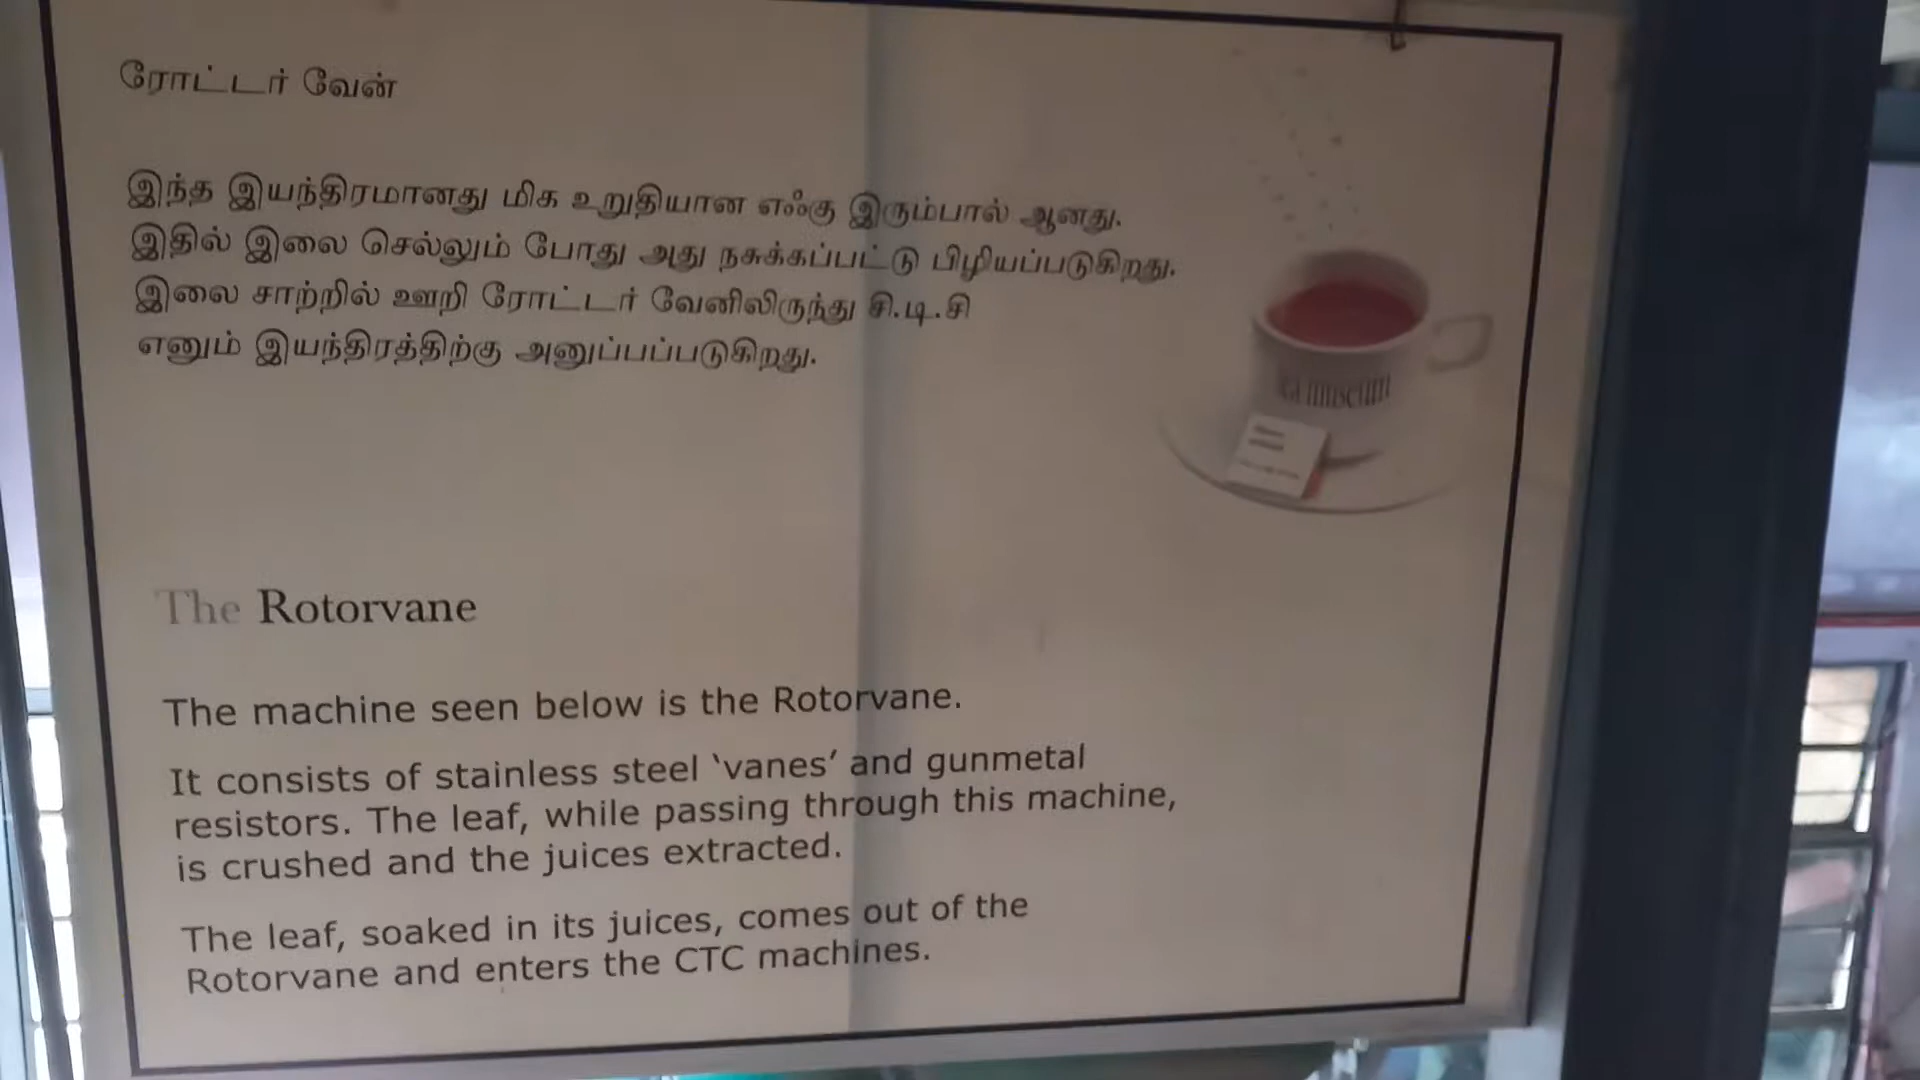 ரோட்டர் வேன்
இந்த இயந்திரமானது மிக உறுதியான எஃகு இரும்பால் ஆனது.
இதில் இலை செல்லும் போது அது நசுக்கப்பட்டு பிழியப்படுகிறது.
இலை சாற்றில் ஊறி ரோட்டர் வேனிலிருந்து சி.டி.சி
எனும் இயந்திரத்திற்கு அனுப்பப்படுகிறது.
The Rotorvane
The machine seen below is the Rotorvane.
It consists of stainless steel ‘vanes’ and gunmetal
resistors. The leaf, while passing through this machine,
is crushed and the juices extracted.
The leaf, soaked in its juices, comes out of the
Rotorvane and enters the CTC machines.